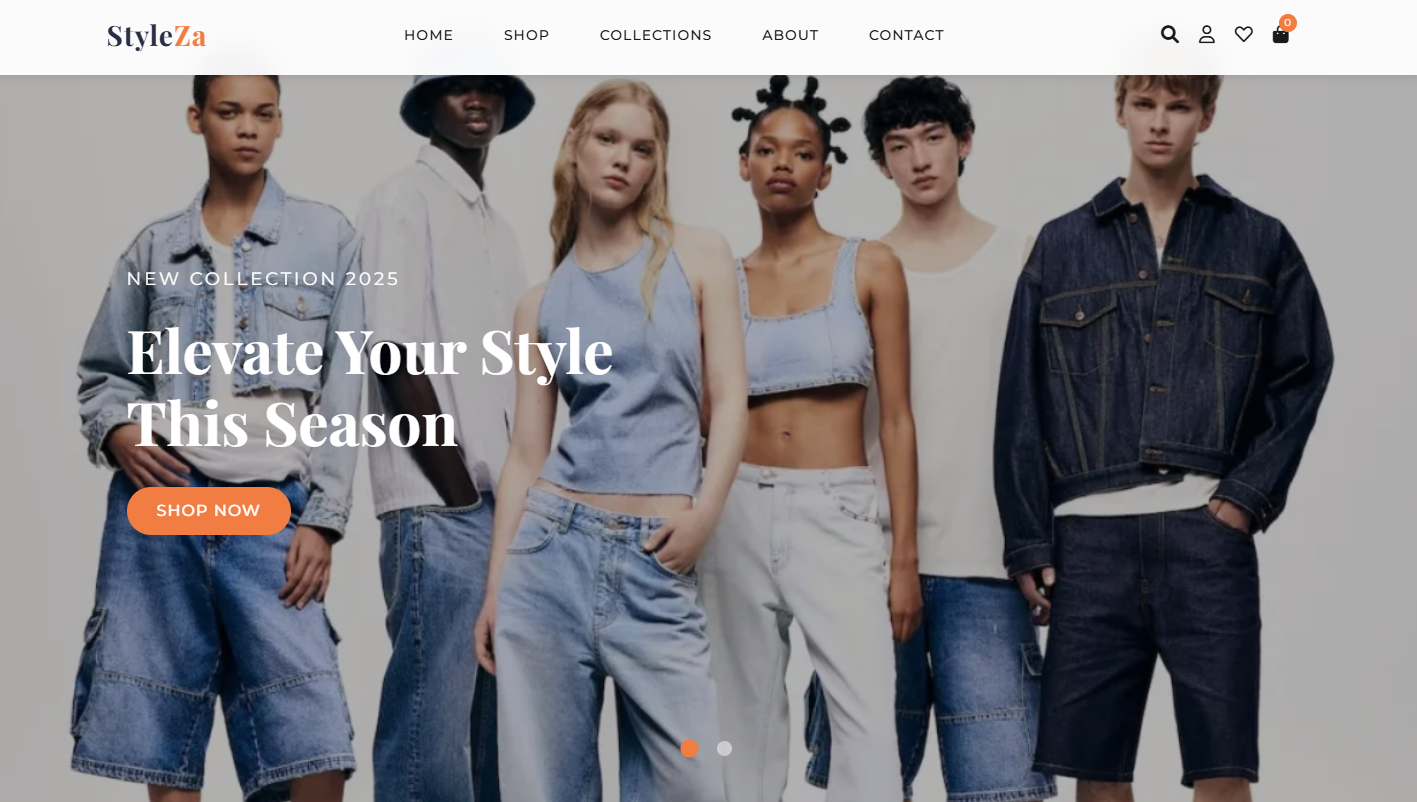 StyleZa
HOME SHOP COLLECTIONS ABOUT CONTACT
0
NEW COLLECTION 2025
Elevate Your Style
This Season
SHOP NOW